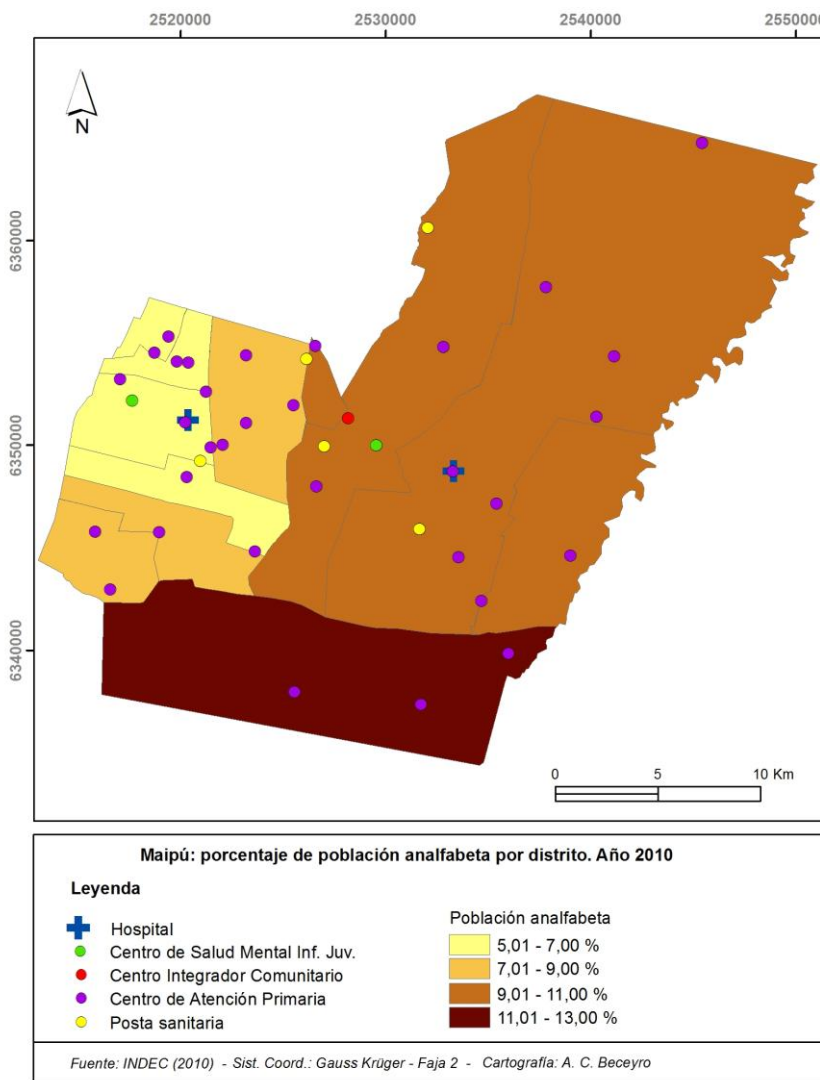 2520000 2530000 2540000 2550000
N
6360000
6350000
6340000
0 5 10 Km
Maipú: porcentaje de población analfabeta por distrito. Año 2010
Leyenda
Hospital
Centro de Salud Mental Inf. Juv.
Centro Integrador Comunitario
Centro de Atención Primaria
Posta sanitaria
Población analfabeta
5,01 - 7,00 %
7,01 - 9,00 %
9,01 - 11,00 %
11,01 - 13,00 %
Fuente: INDEC (2010) - Sist. Coord.: Gauss Krüger - Faja 2 - Cartografía: A. C. Beceyro